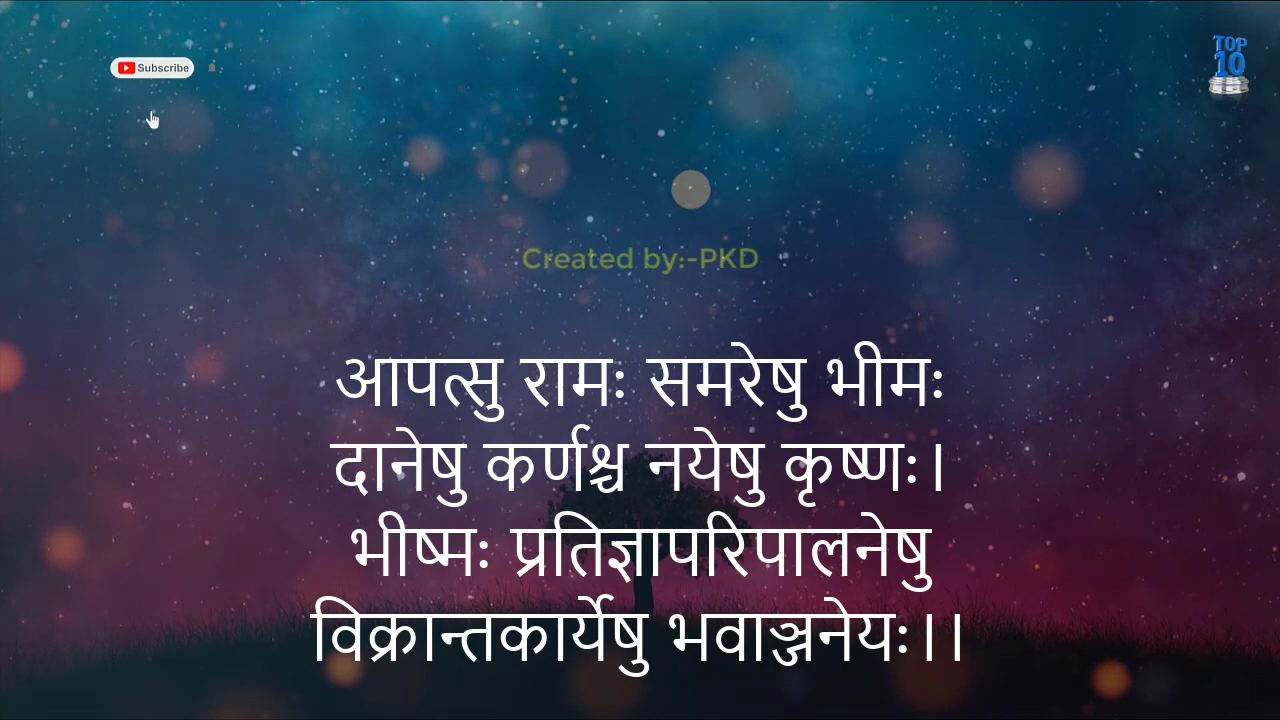 TOP
10
Subscribe
Created by:-PKD
आपत्सु रामः समरेषु भीमः
दानेषु कर्णश्च नयेषु कृष्णः।
भीष्मः प्रतिज्ञापरिपालनेषु
विक्रान्तकार्येषु भवाञ्जनेयः।।